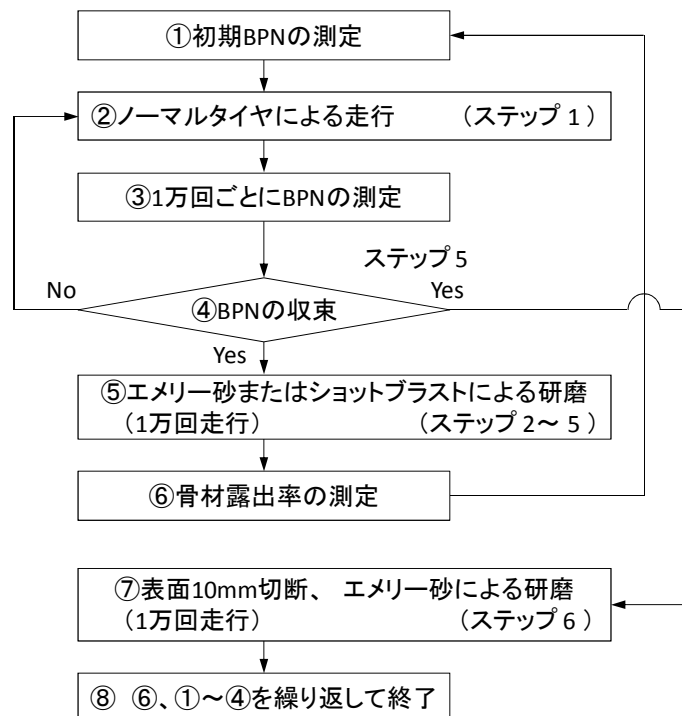 ①初期BPNの測定
②ノーマルタイヤによる走行 （ステップ 1 ）
③1万回ごとにBPNの測定
ステップ 5
No
Yes
④BPNの収束
Yes
⑤エメリー砂またはショットブラストによる研磨
（1万回走行） （ステップ 2～ 5 ）
⑥骨材露出率の測定
⑦表面10mm切断、 エメリー砂による研磨
（1万回走行） （ステップ 6 ）
⑧ ⑥、①～④を繰り返して終了